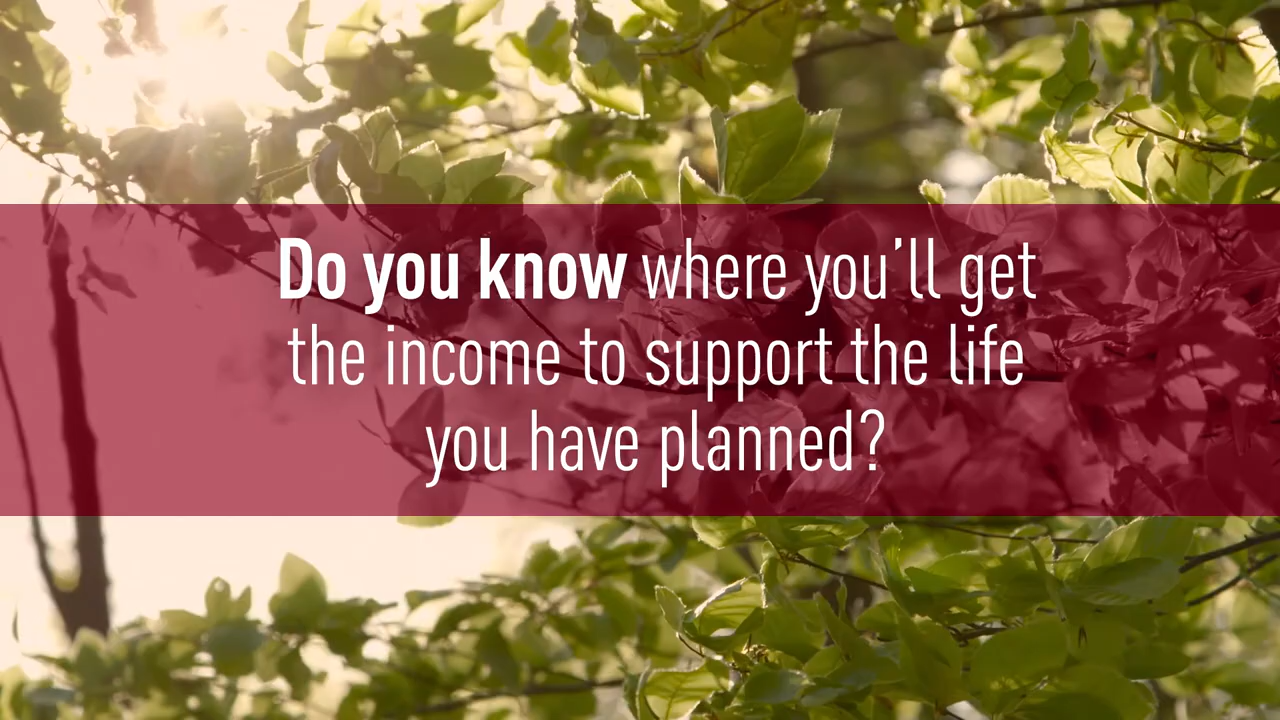 Do you know where you'll get
the income to support the life
you have planned?